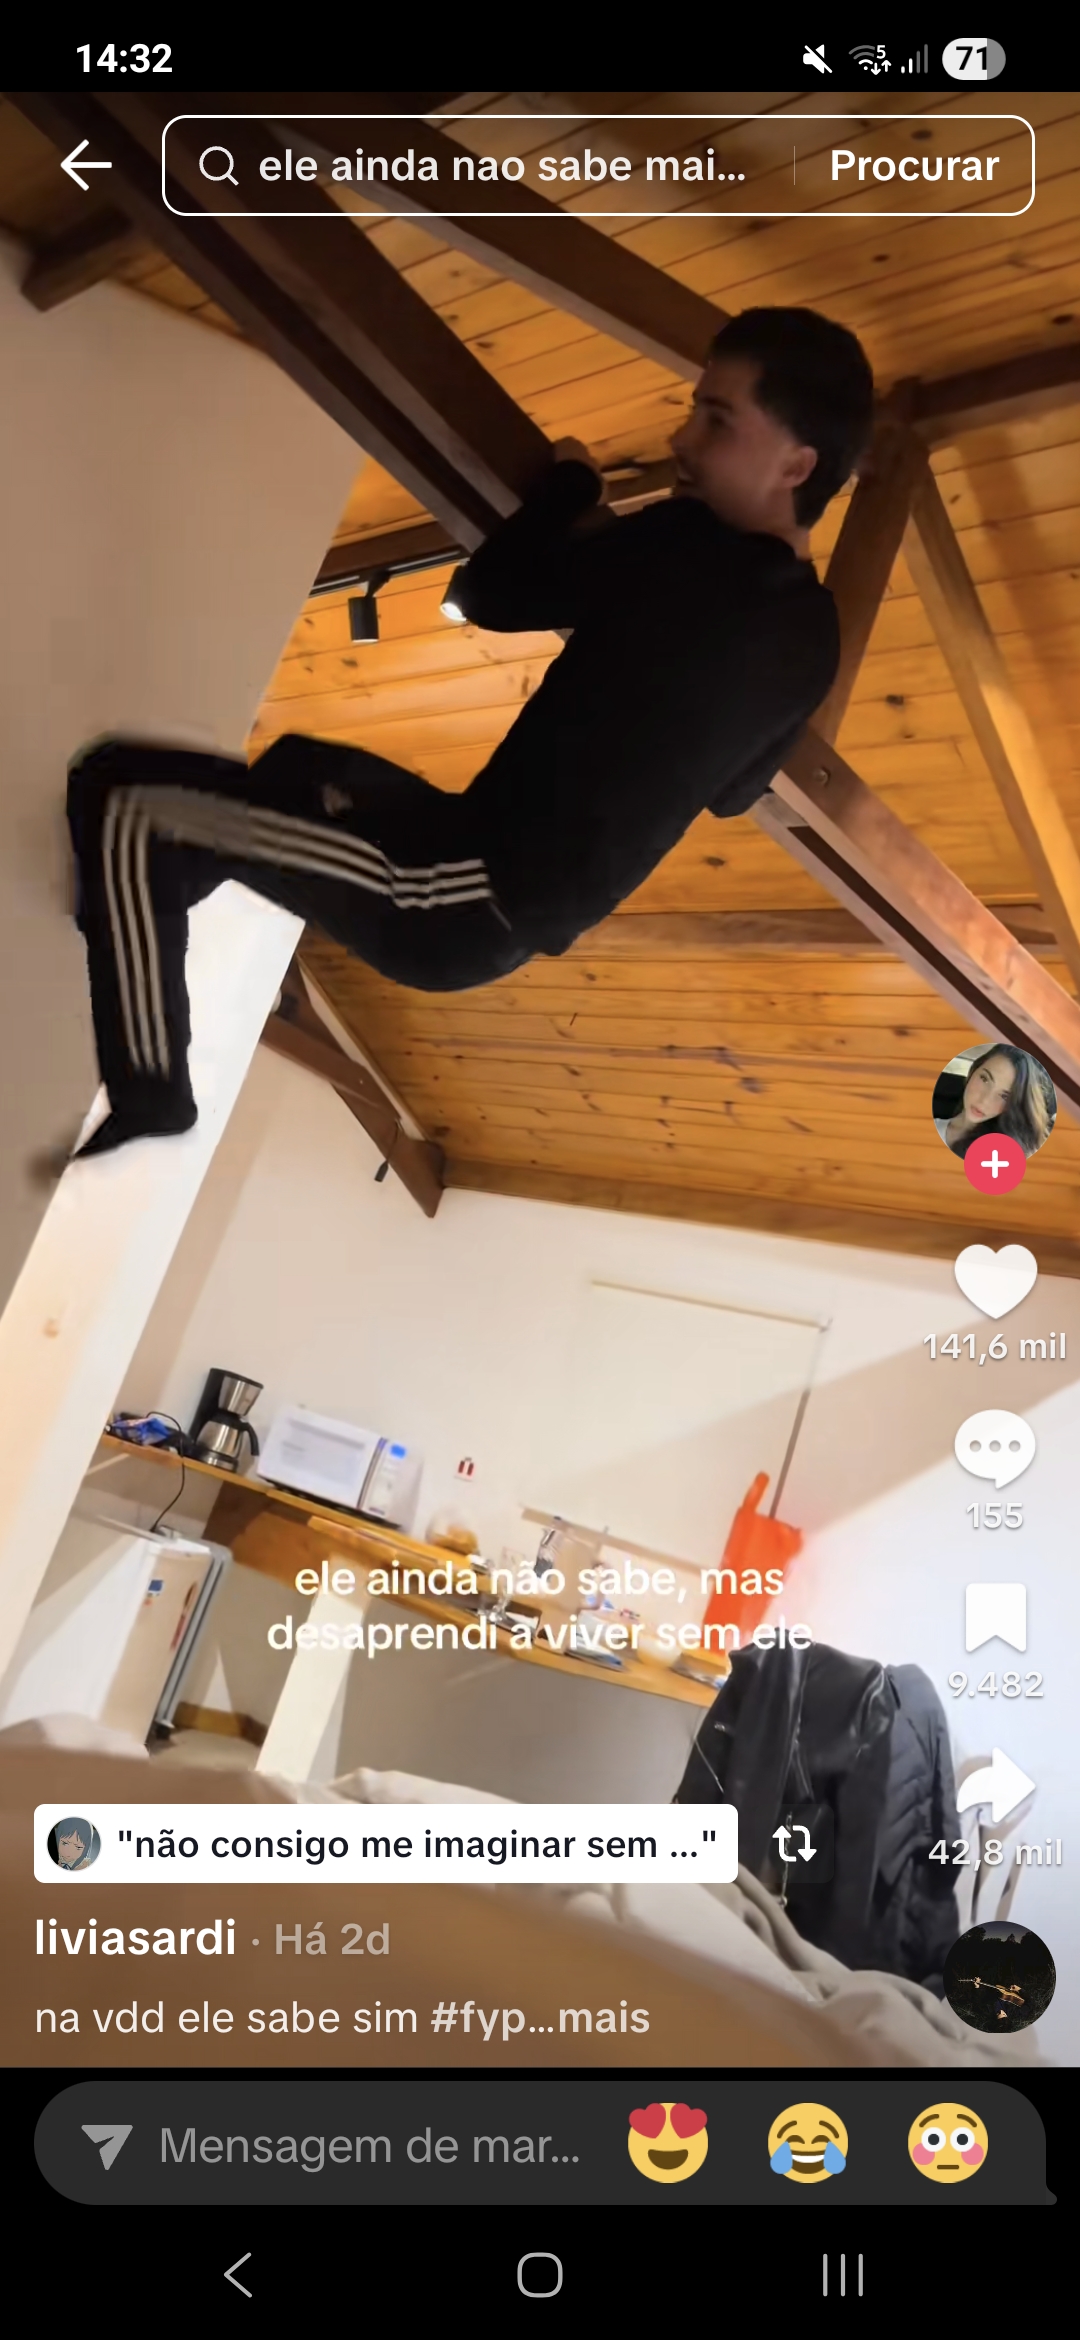 14:32
5
71
ele ainda nao sabe mai...
Procurar
141,6 mil
155
ele ainda não sabe, mas
desaprendi a viver sem ele
9.482
"não consigo me imaginar sem ..."
42,8 mil
liviasardi · Há 2d
na vdd ele sabe sim #fyp...mais
Mensagem de mar...